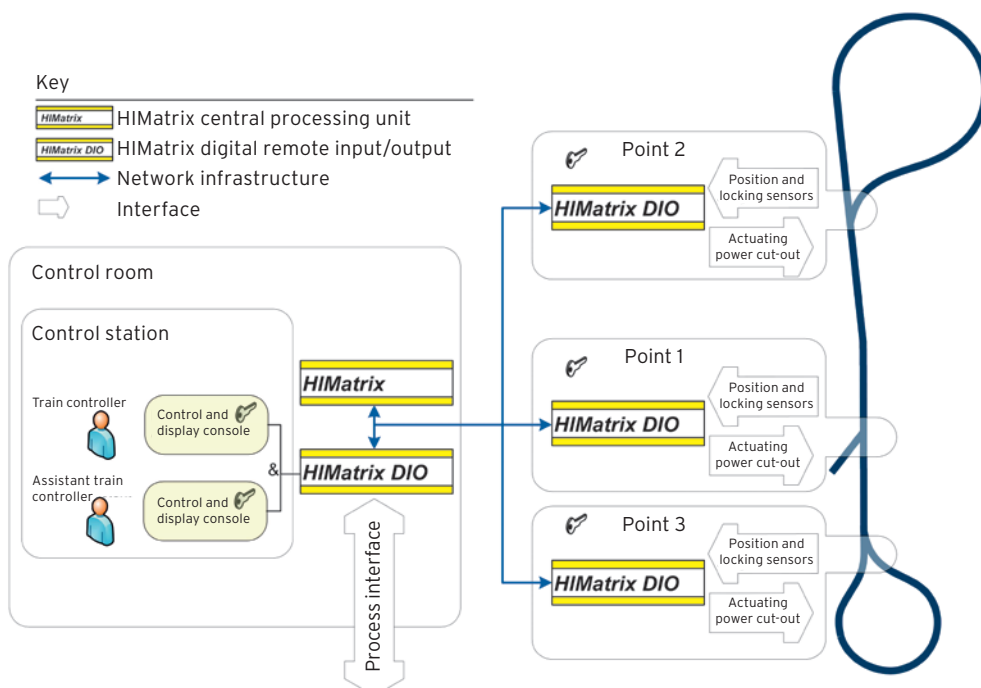 Key
HIMatrix HIMatrix central processing unit
HIMatrix DIO HIMatrix digital remote input/output
Network infrastructure
Interface
Control room
Control station
Train controller
Control and
display console
&
Assistant train
controller
Control and
display console
HIMatrix
HIMatrix DIO
Process interface
Point 2
HIMatrix DIO
Position and
locking sensors
Actuating
power cut-out
Point 1
HIMatrix DIO
Position and
locking sensors
Actuating
power cut-out
Point 3
HIMatrix DIO
Position and
locking sensors
Actuating
power cut-out